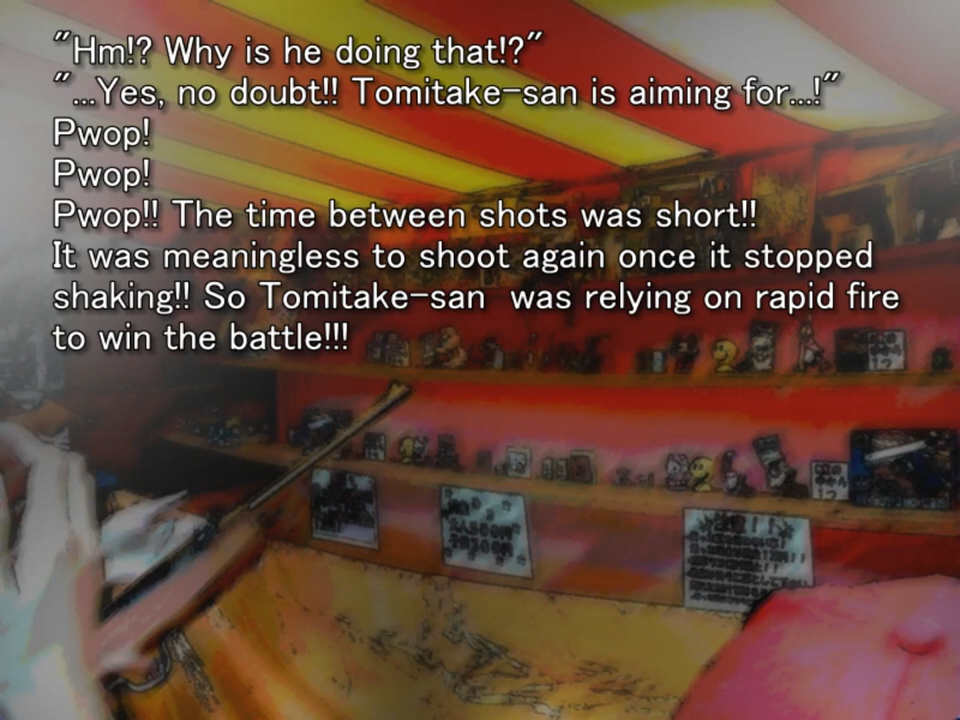 "Hm!? Why is he doing that!?"
"...Yes, no doubt!! Tomitake-san is aiming for...!"
Pwop!
Pwop!
Pwop!! The time between shots was short!!
It was meaningless to shoot again once it stopped
shaking!! So Tomitake-san  was relying on rapid fire
to win the battle!!!